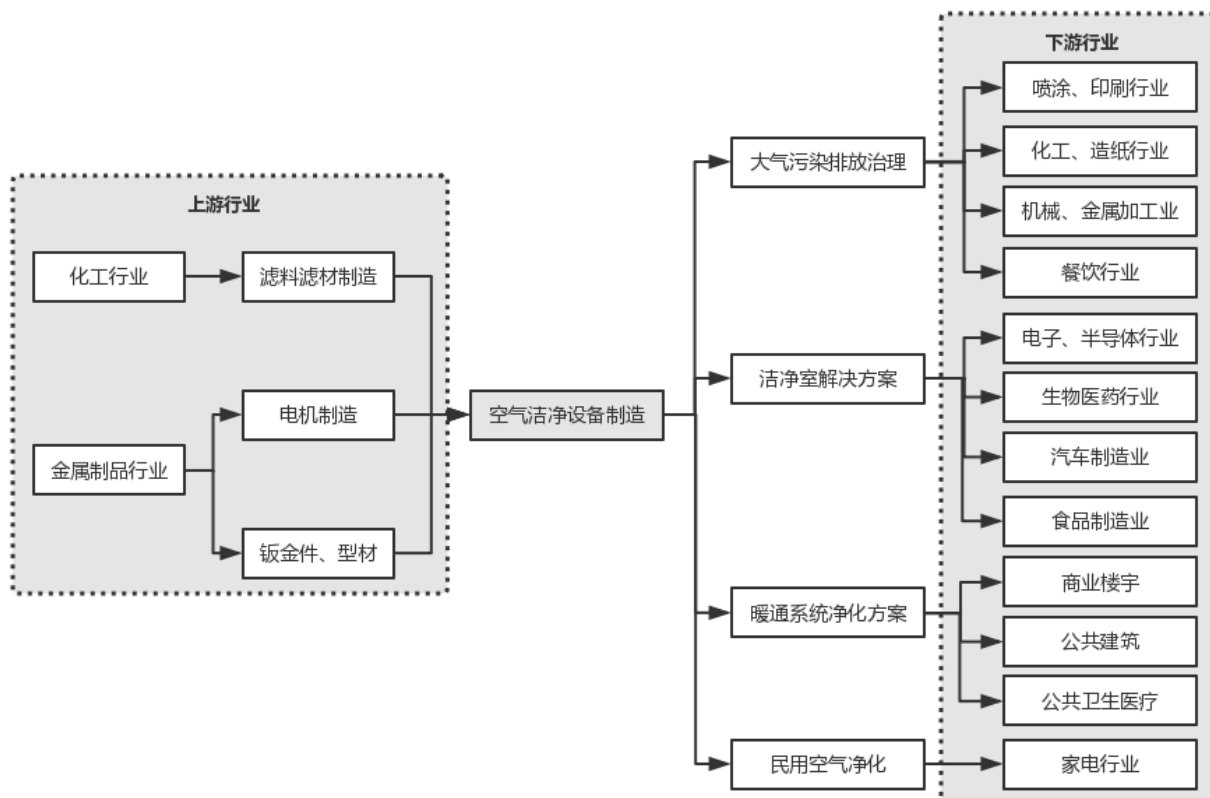 上游行业
化工行业
滤料滤材制造
金属制品行业
电机制造
钣金件、型材
空气洁净设备制造
大气污染排放治理
洁净室解决方案
暖通系统净化方案
民用空气净化
下游行业
喷涂、印刷行业
化工、造纸行业
机械、金属加工业
餐饮行业
电子、半导体行业
生物医药行业
汽车制造业
食品制造业
商业楼宇
公共建筑
公共卫生医疗
家电行业